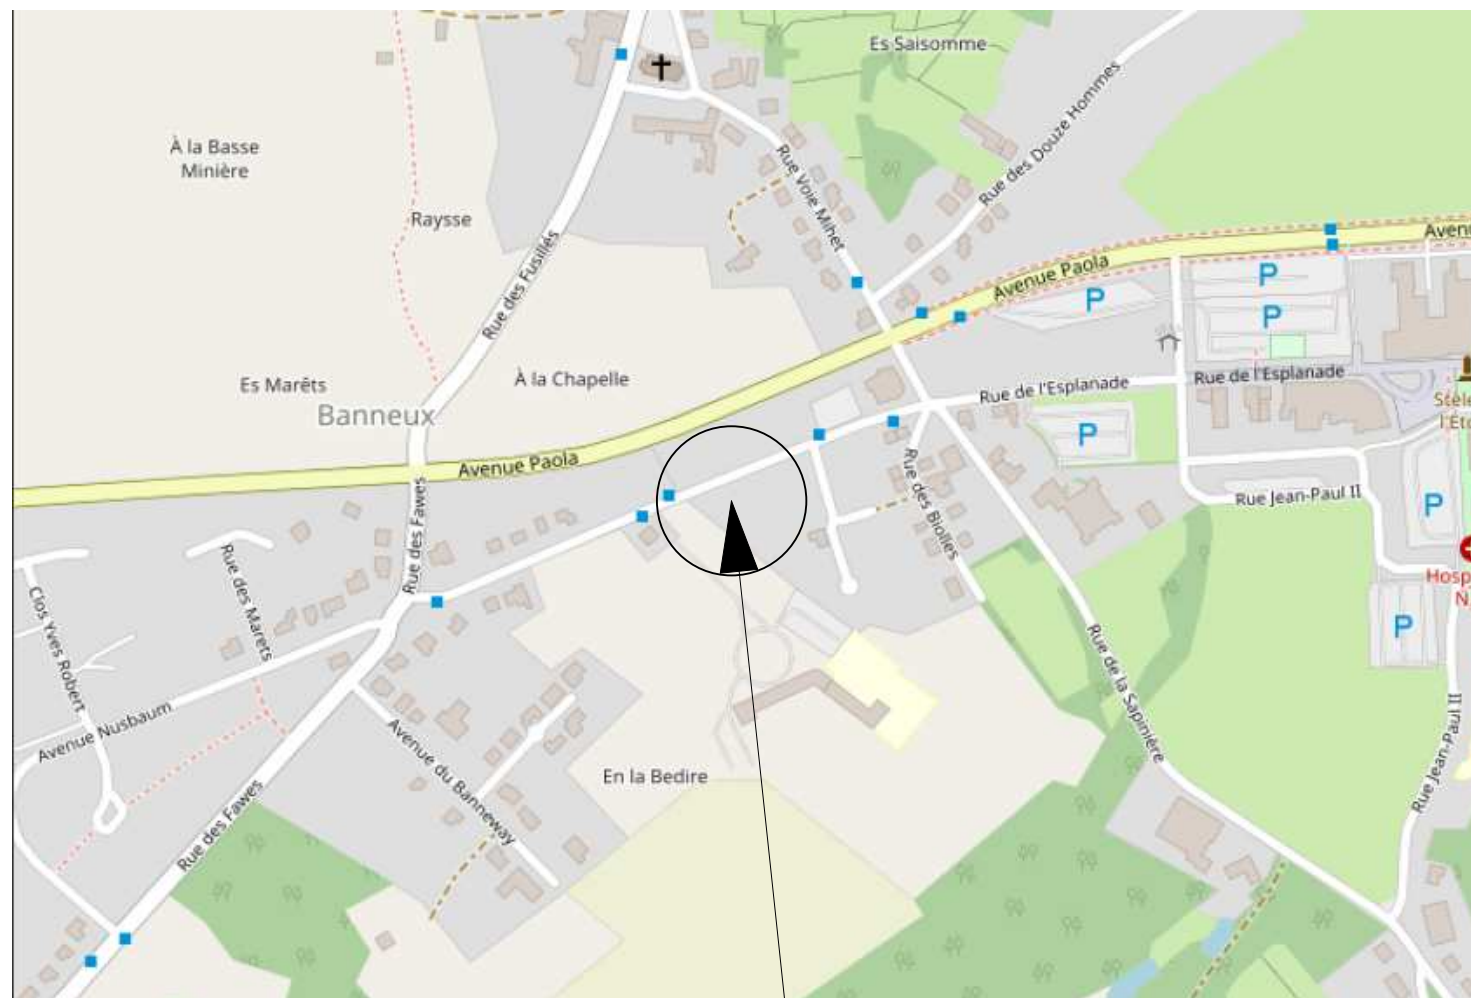 Es Saisomme
Rue des Douze Hommes
À la Basse
Minière
Rue Voie Mihet
Raysse
Rue des Fusillés
Avenue Paola
P
P
P
À la Chapelle
Es Marêts
Banneux
Rue de l'Esplanade
Rue de l'Esplanade
P
Avenue Paola
Rue des Fawes
Rue des Biolles
Rue Jean-Paul II
P
Rue des Marets
Clos Yves Robert
P
Rue de la Sapinière
Avenue Nusbaum
Avenue du Banneway
En la Bedire
Rue Jean-Paul II
Rue des Fawes